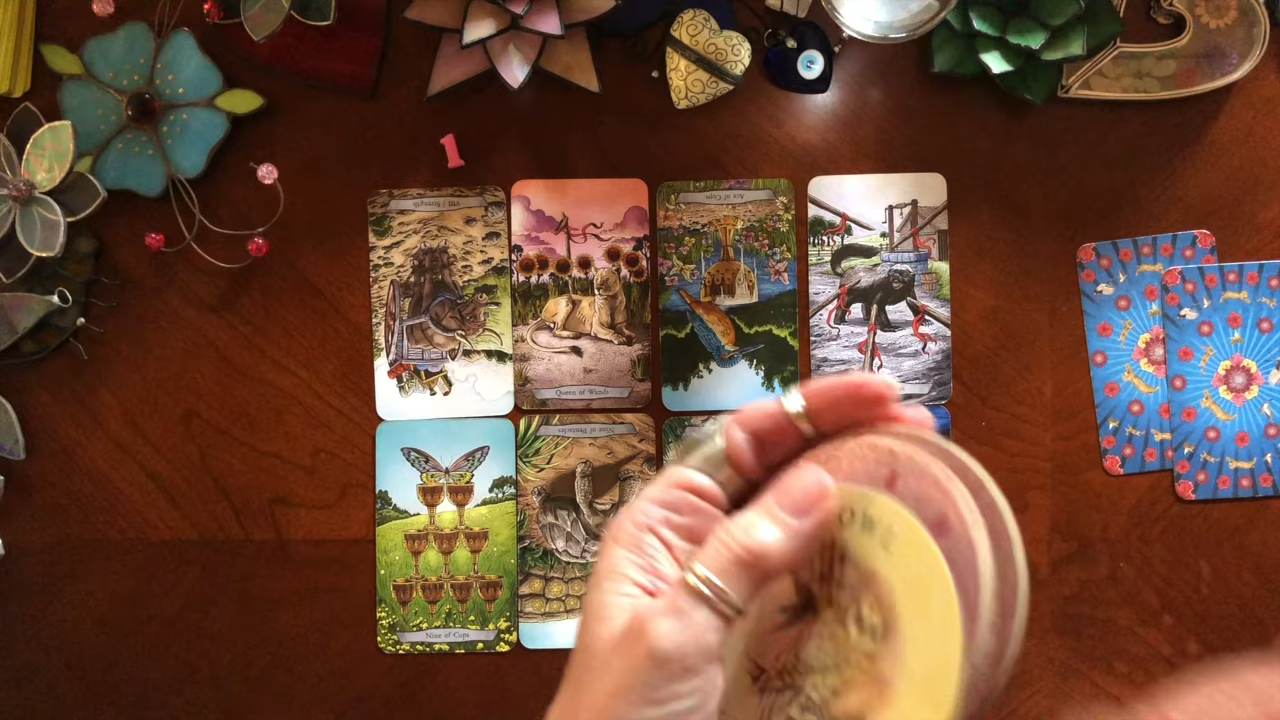 1
VIII / Strength
Queen of Wands
Ace of Cups
Nine of Cups
Nine of Pentacles